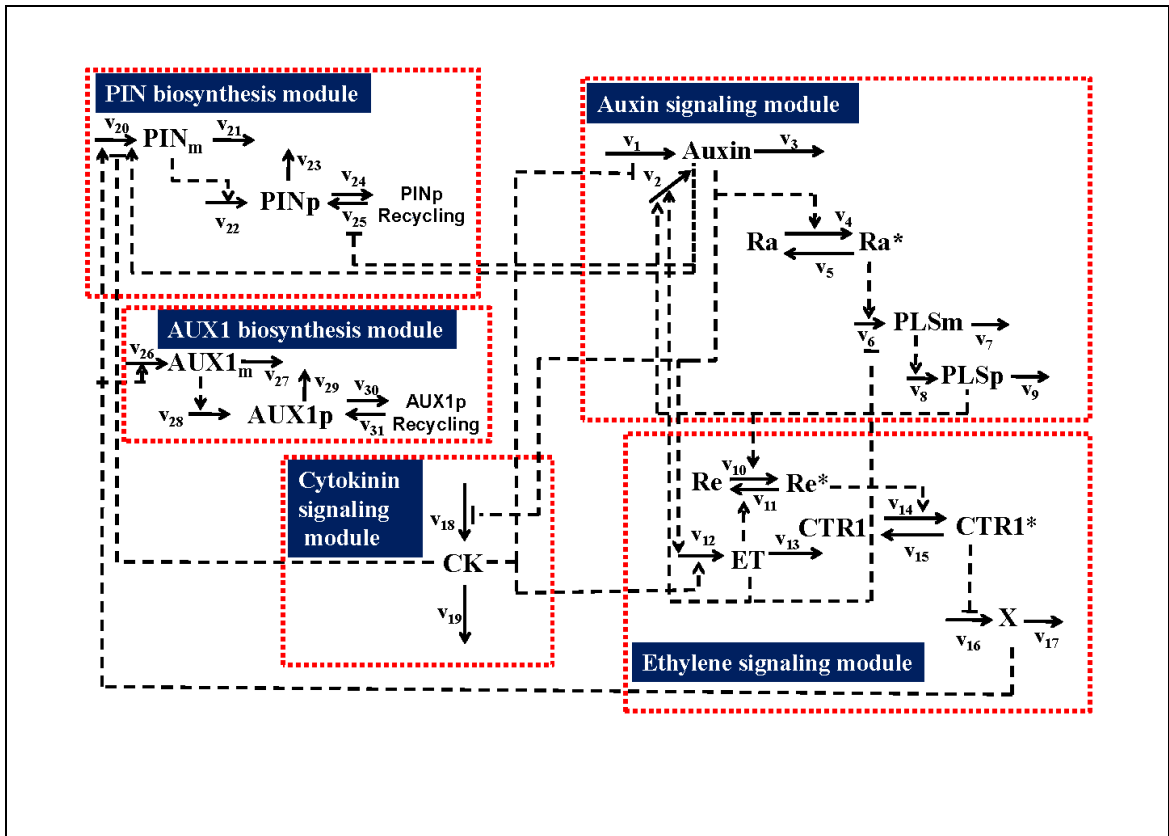 PIN biosynthesis module
v20 PINm v21
v23
v24
PINp PINp
v22 v25 Recycling
AUX1 biosynthesis module
v26 AUX1m v27
v29 v30
v28 AUX1p AUX1p
v31 Recycling
Cytokinin
signaling
module
v18
CK
v19
Auxin signaling module
v1 Auxin v3
v2
v4
Ra Ra*
v5
PLSm
v6 v7
PLSp
v8 v9
v10
Re Re*
v11
v14
v12 v13 CTR1 CTR1*
ET v15
X
v16 v17
Ethylene signaling module